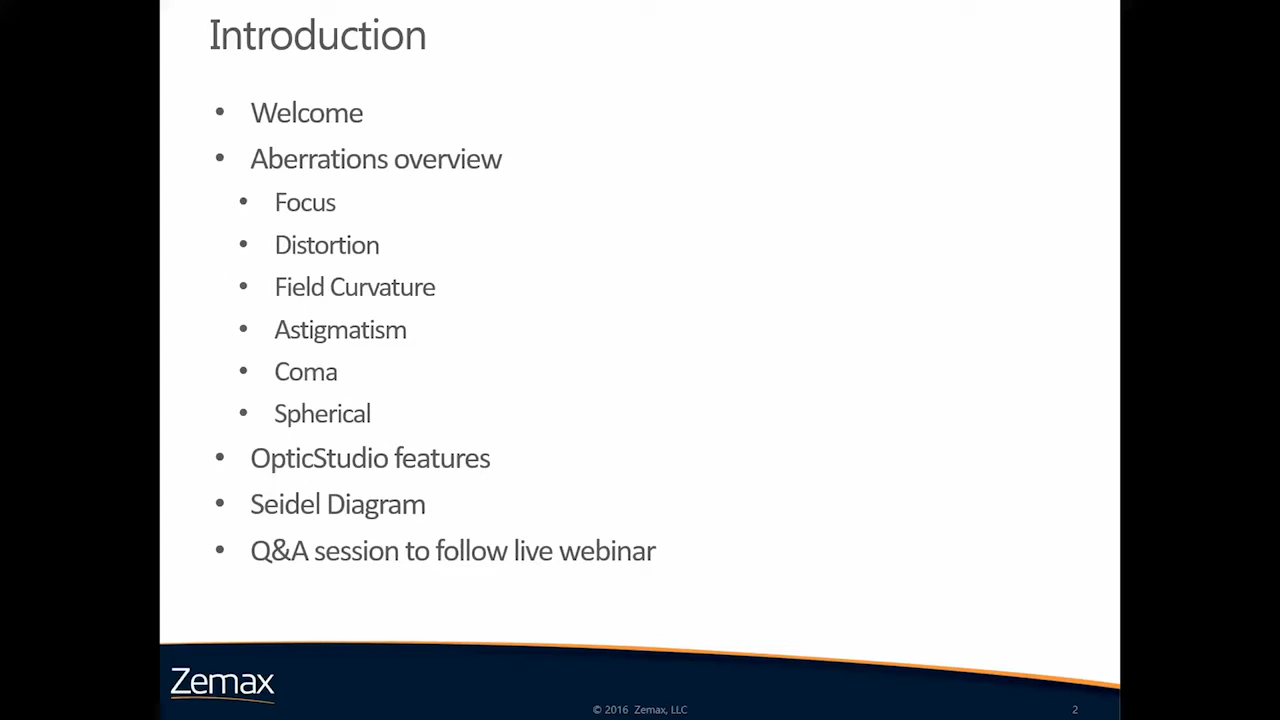 Introduction
• Welcome
• Aberrations overview
• Focus
• Distortion
• Field Curvature
• Astigmatism
• Coma
• Spherical
• OpticStudio features
• Seidel Diagram
• Q&A session to follow live webinar
Zemax
© 2016 Zemax, LLC
2